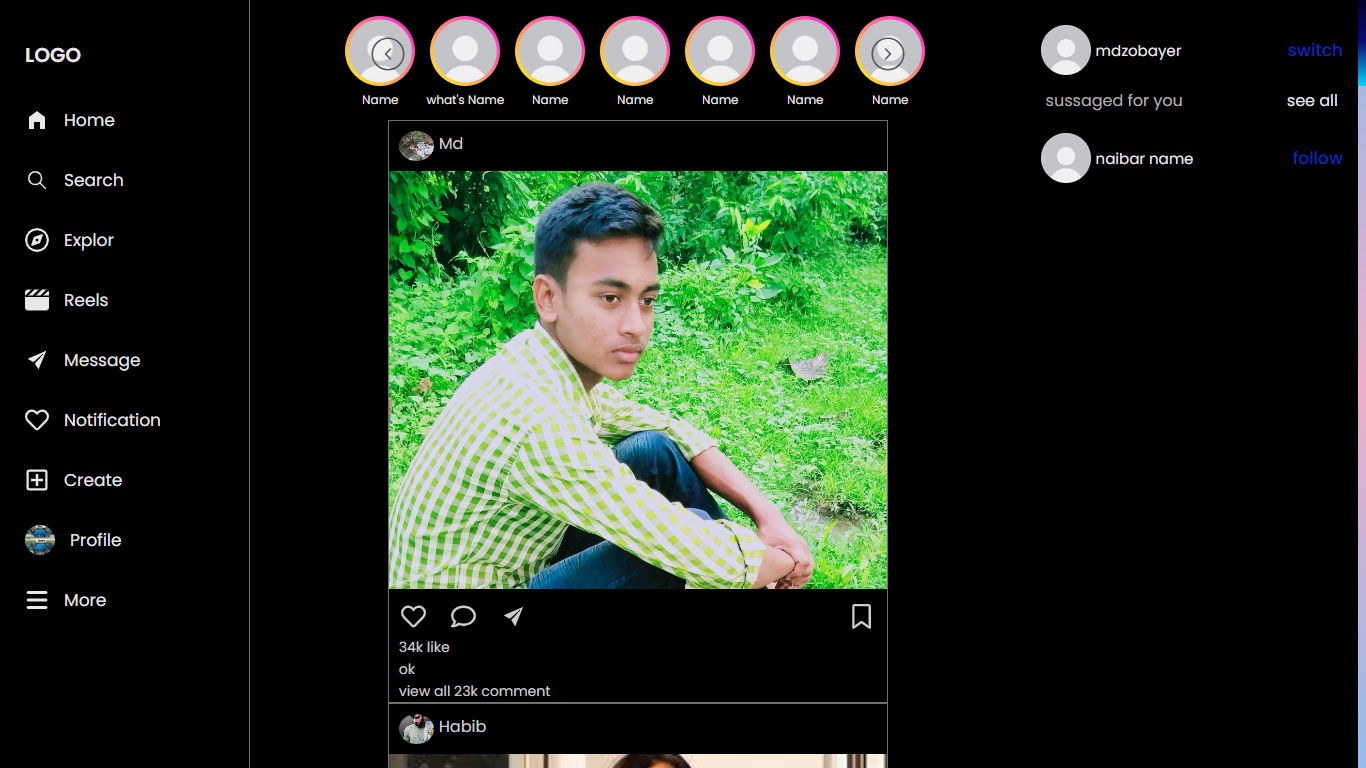 LOGO
Home
Search
Explor
Reels
Message
Notification
Create
Profile
More
Name
what's Name
Name
Name
Name
Name
Name
Md
34k like
ok
view all 23k comment
Habib
mdzobayer
switch
sussaged for you
see all
naibar name
follow